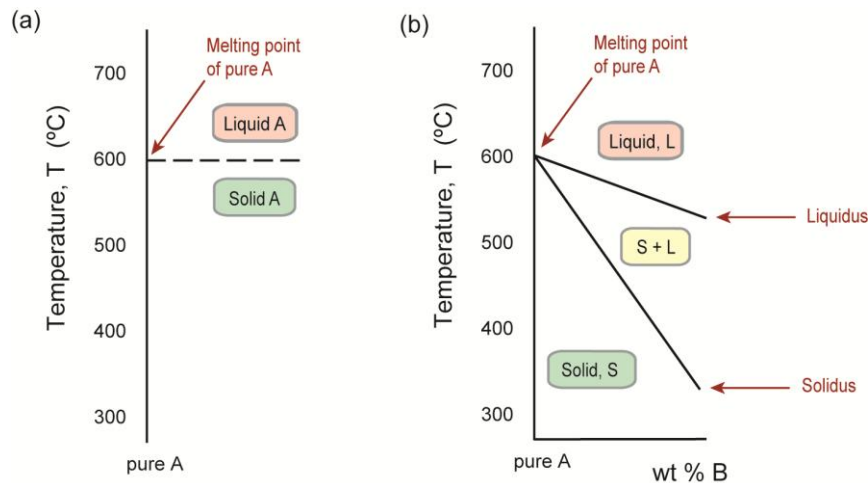 (a)
Melting point
of pure A
Temperature, T (ºC)
700
600
500
400
300
Liquid A
Solid A
pure A
(b)
Melting point
of pure A
Temperature, T (ºC)
700
600
500
400
300
Liquid, L
Liquidus
S + L
Solid, S
Solidus
pure A
wt % B